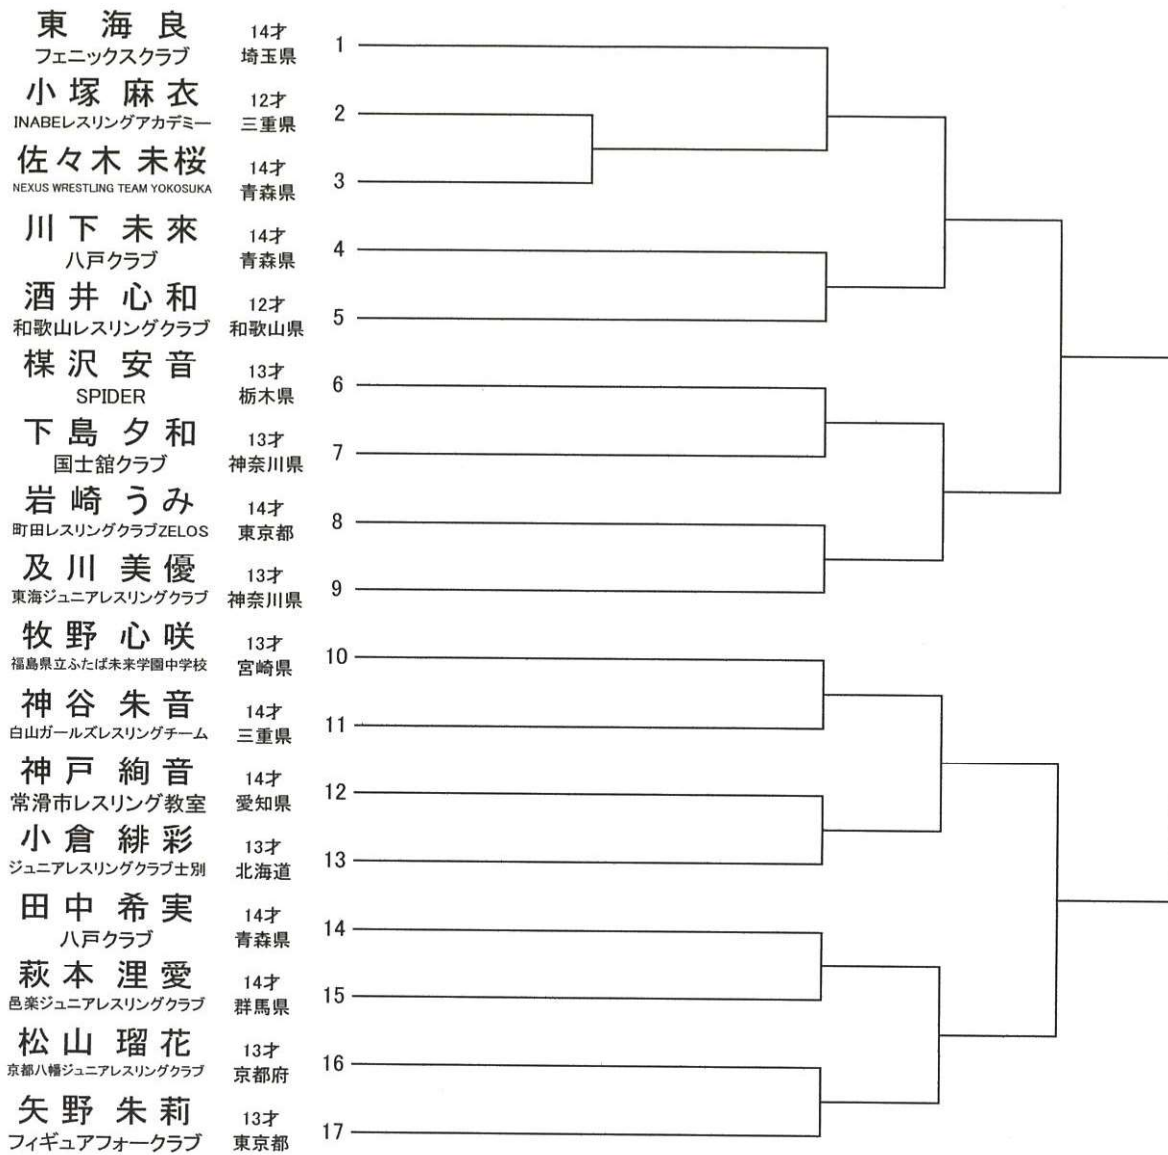 東 海 良 14才
フェニックスクラブ 埼玉県 1
小 塚 麻 衣 12才
INABEレスリングアカデミー 三重県 2
佐々木 未桜 14才
NEXUS WRESTLING TEAM YOKOSUKA 青森県 3
川 下 未 來 14才
八戸クラブ 青森県 4
酒 井 心 和 12才
和歌山レスリングクラブ 和歌山県 5
楳 沢 安 音 13才
SPIDER 栃木県 6
下 島 夕 和 13才
国士舘クラブ 神奈川県 7
岩 崎 う み 14才
町田レスリングクラブZELOS 東京都 8
及 川 美 優 13才
東海ジュニアレスリングクラブ 神奈川県 9
牧 野 心 咲 13才
福島県立ふたば未来学園中学校 宮崎県 10
神 谷 朱 音 14才
白山ガールズレスリングチーム 三重県 11
神 戸 絢 音 14才
常滑市レスリング教室 愛知県 12
小 倉 緋 彩 13才
ジュニアレスリングクラブ士別 北海道 13
田 中 希 実 14才
八戸クラブ 青森県 14
萩 本 浬 愛 14才
邑楽ジュニアレスリングクラブ 群馬県 15
松 山 瑠 花 13才
京都八幡ジュニアレスリングクラブ 京都府 16
矢 野 朱 莉 13才
フィギュアフォークラブ 東京都 17